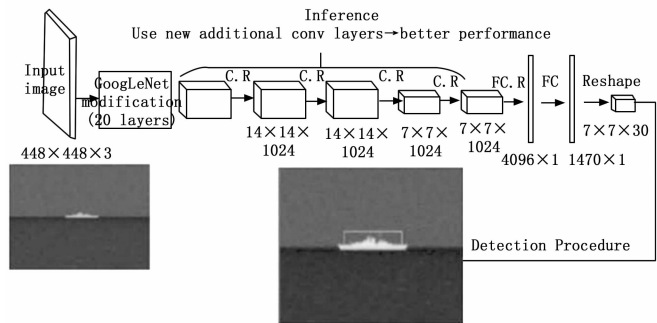 Inference
Use new additional conv layers→better performance
Input
image
GoogLeNet
modification
(20 layers)
C.R
C.R
C.R
C.R
FC.R
FC
Reshape
448×448×3
14×14×
1024
14×14×
1024
7×7×
1024
7×7×
1024
4096×1
1470×1
7×7×30
Detection Procedure